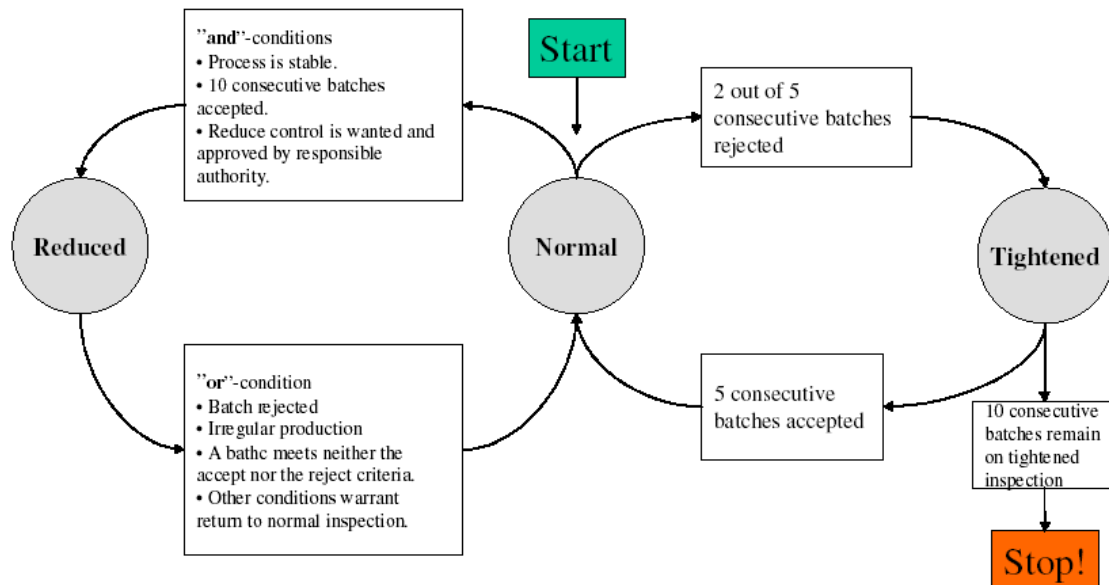 ”and”-conditions
• Process is stable.
• 10 consecutive batches
accepted.
• Reduce control is wanted and
approved by responsible
authority.
Start
2 out of 5
consecutive batches
rejected
Reduced
Normal
Tightened
”or”-condition
• Batch rejected
• Irregular production
• A bathc meets neither the
accept nor the reject criteria.
• Other conditions warrant
return to normal inspection.
5 consecutive
batches accepted
10 consecutive
batches remain
on tightened
inspection
Stop!